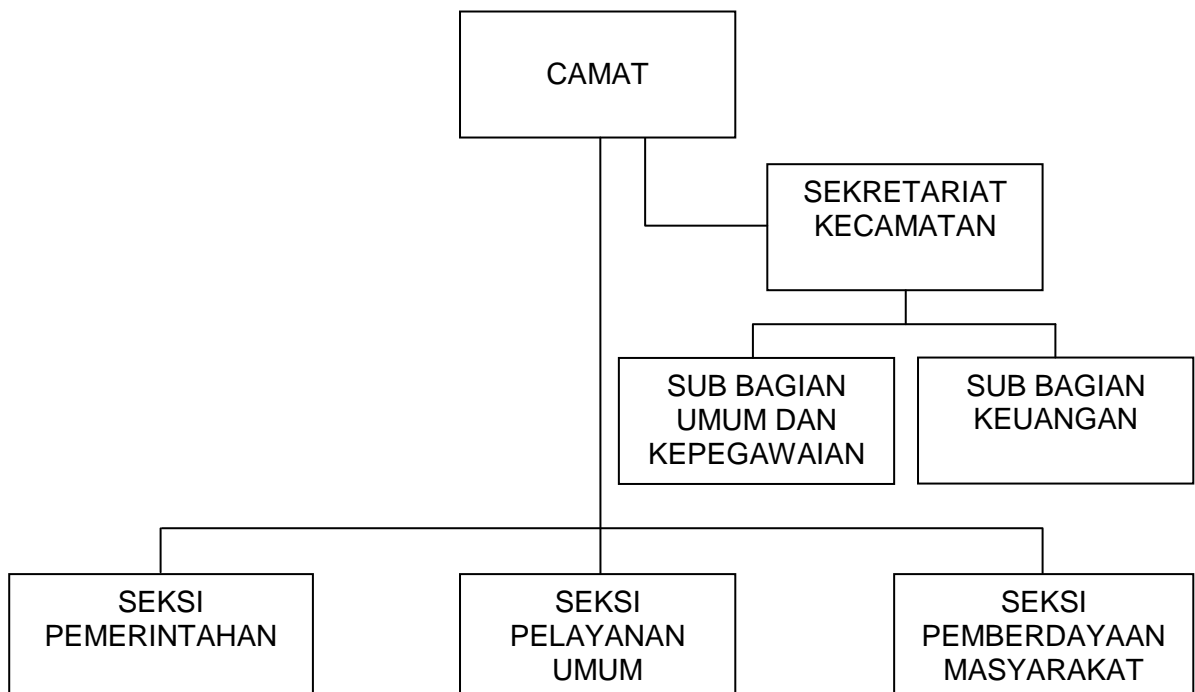 CAMAT
SEKRETARIAT
KECAMATAN
SUB BAGIAN
UMUM DAN
KEPEGAWAIAN
SUB BAGIAN
KEUANGAN
SEKSI
PEMERINTAHAN
SEKSI
PELAYANAN
UMUM
SEKSI
PEMBERDAYAAN
MASYARAKAT